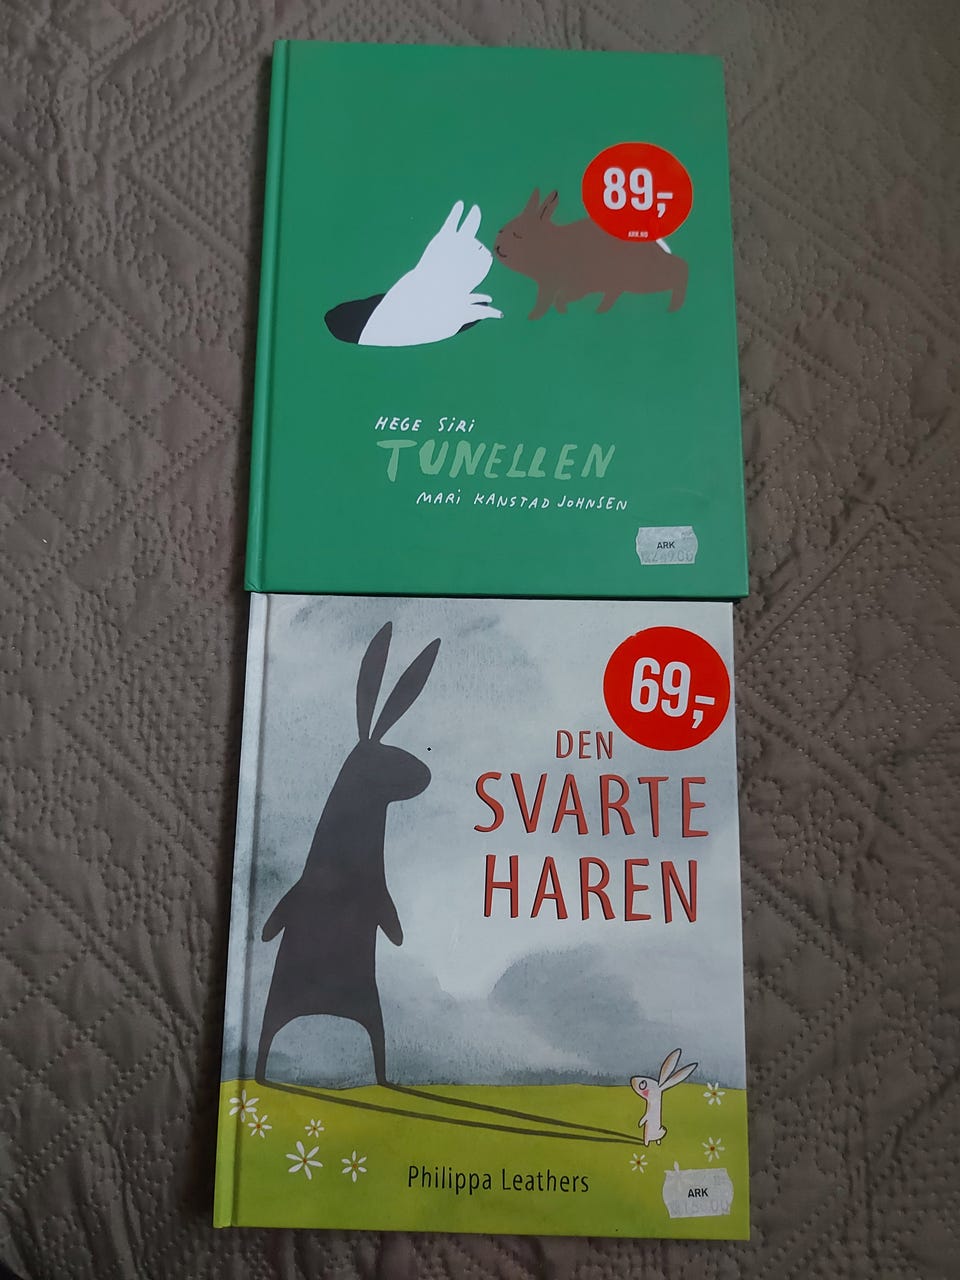 89,-
ARK.NO
HEGE SiRi
TUNELLEN
MARi KANSTAD JOHNSEN
ARK
69,-
DEN
SVARTE
HAREN
Philippa Leathers
ARK